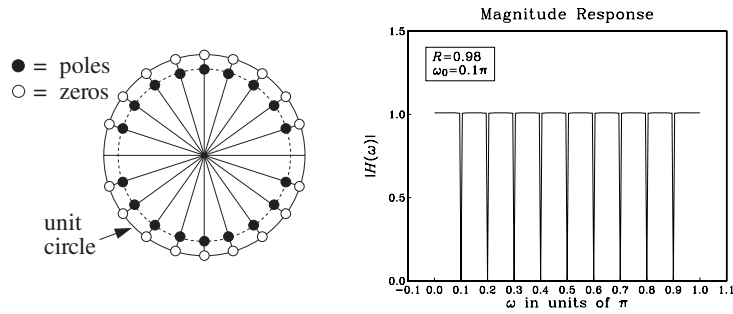 ● = poles
○ = zeros
unit
circle
Magnitude Response
R=0.98
ω₀=0.1π
|H(ω)|
1.5
1.0
0.5
0.0
-0.1 0.0 0.1 0.2 0.3 0.4 0.5 0.6 0.7 0.8 0.9 1.0 1.1
ω in units of π